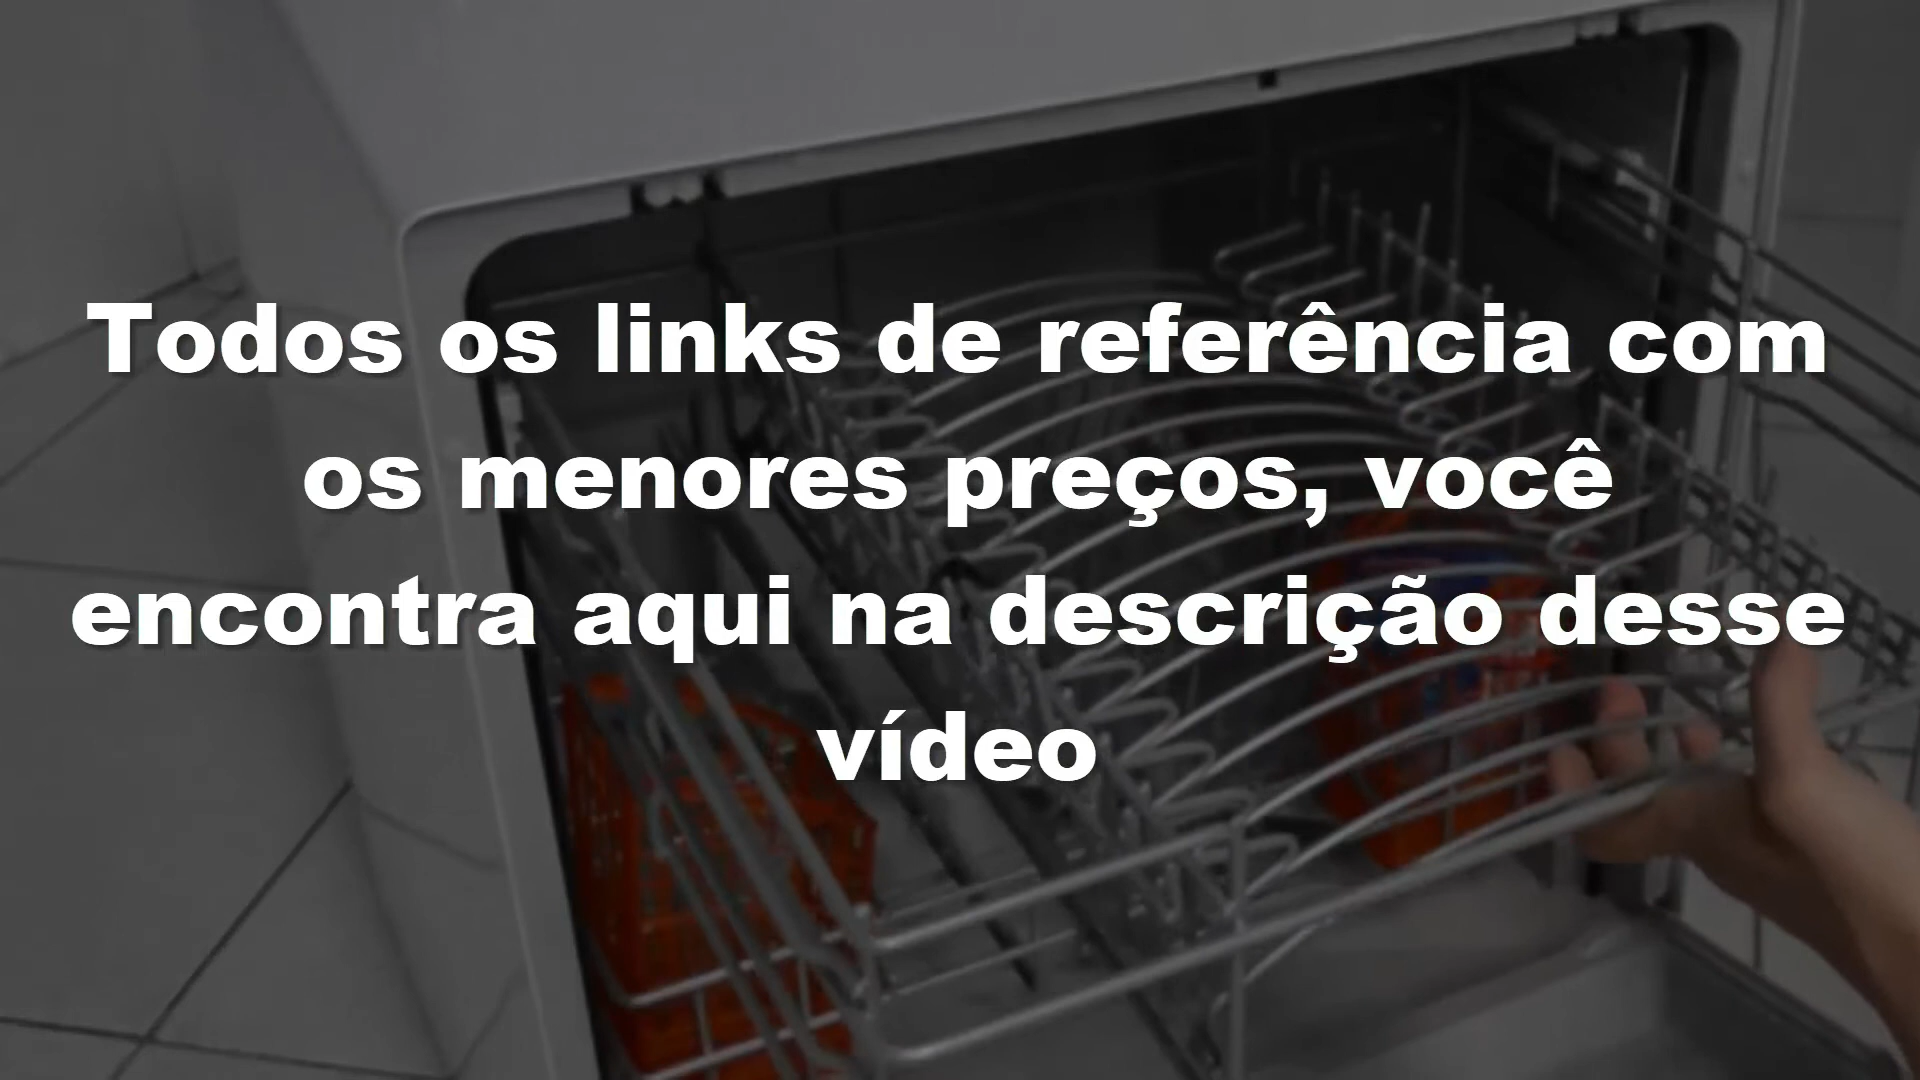 Todos os links de referência com
os menores preços, você
encontra aqui na descrição desse
vídeo